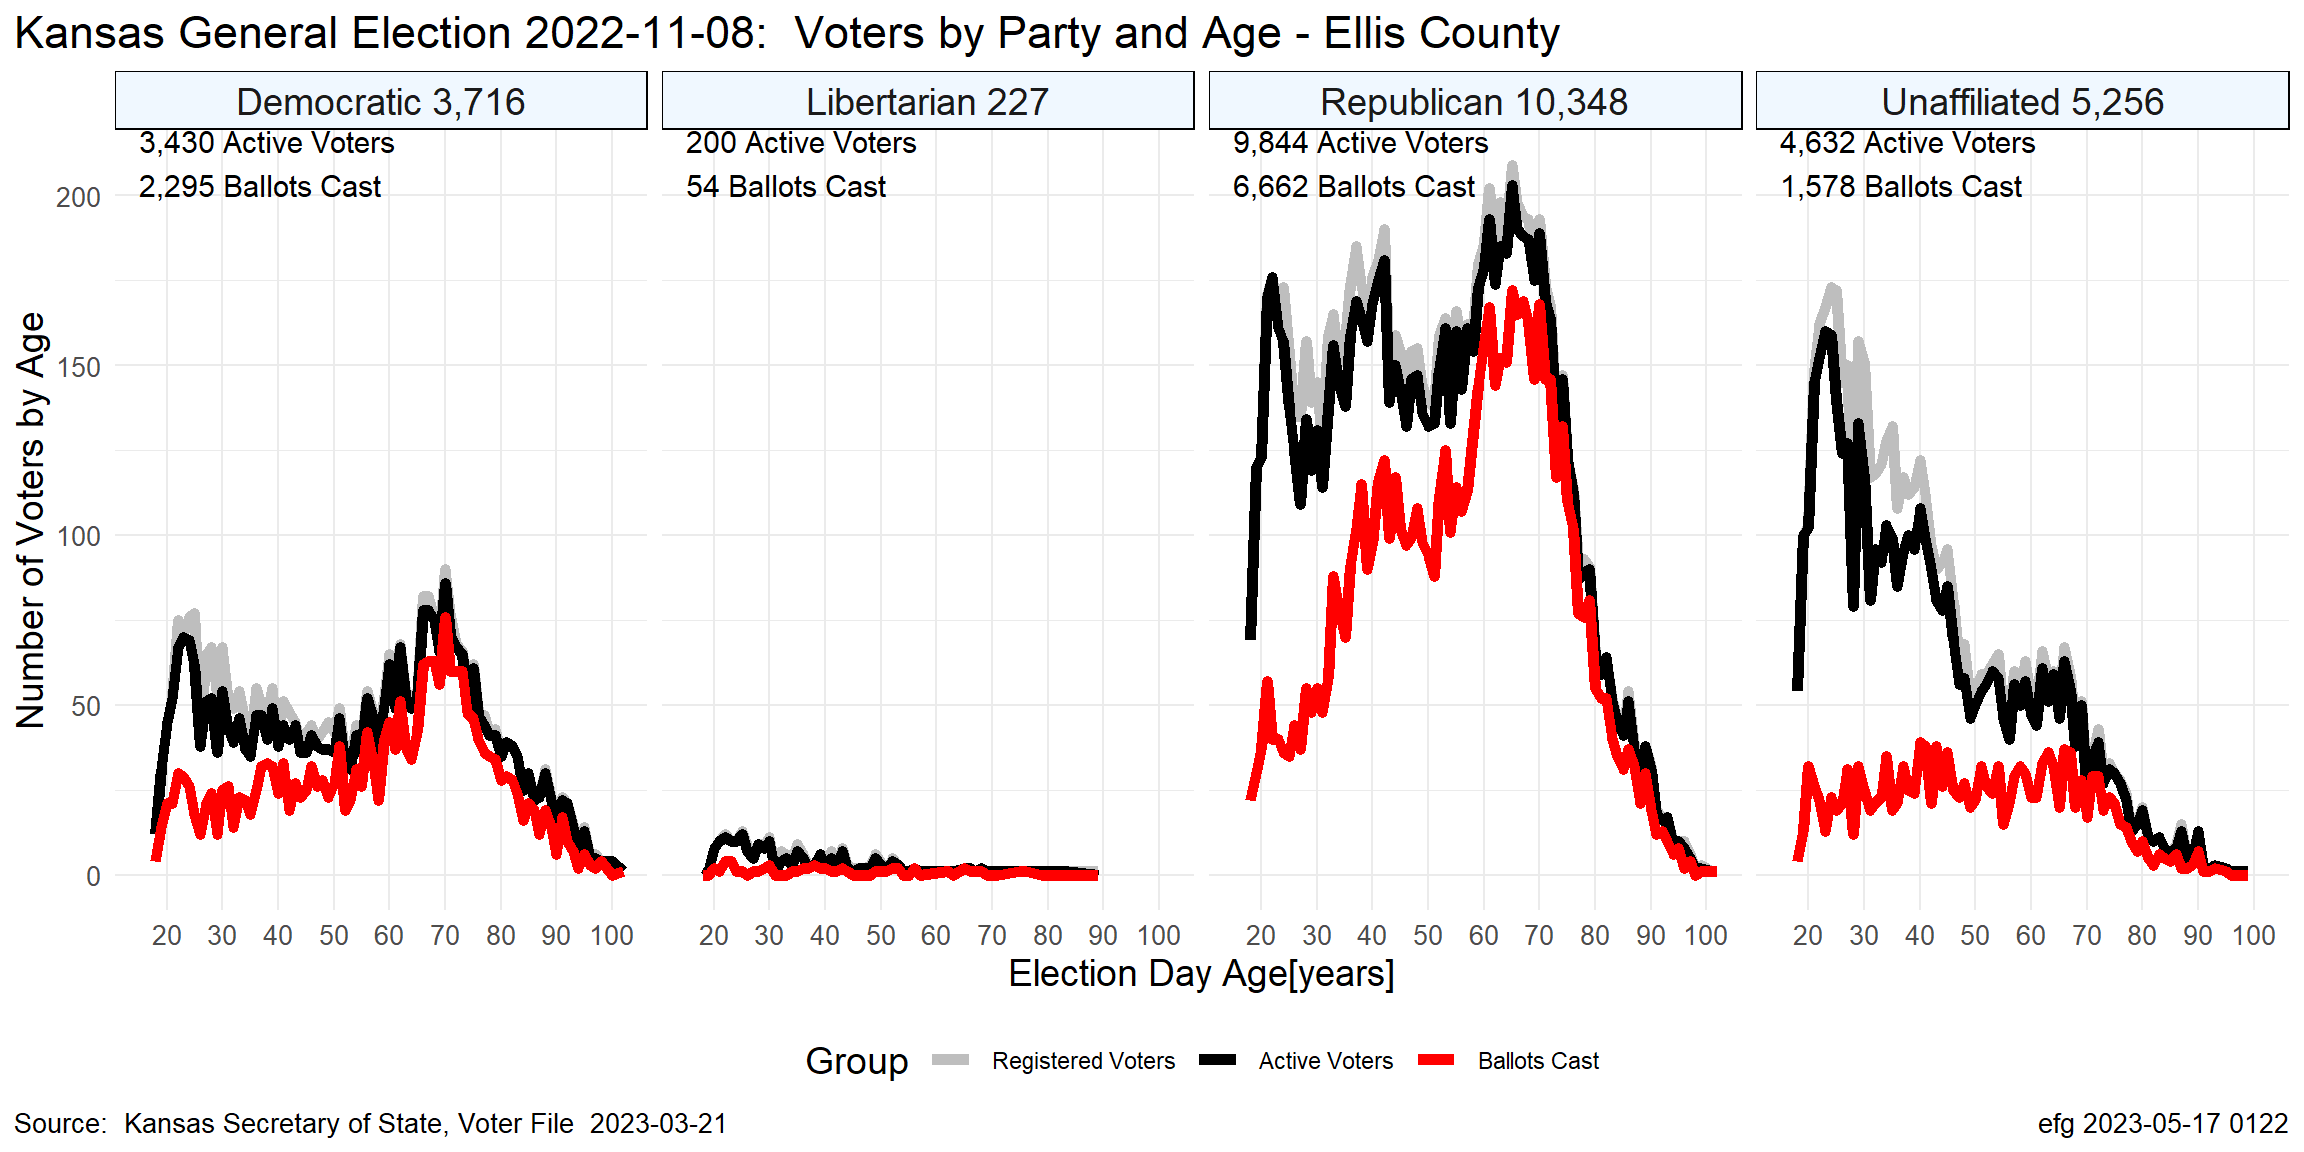 Kansas General Election 2022-11-08:  Voters by Party and Age - Ellis County
Democratic 3,716
Libertarian 227
Republican 10,348
Unaffiliated 5,256
3,430 Active Voters
2,295 Ballots Cast
200 Active Voters
54 Ballots Cast
9,844 Active Voters
6,662 Ballots Cast
4,632 Active Voters
1,578 Ballots Cast
Number of Voters by Age
200
150
100
50
0
20 30 40 50 60 70 80 90 100
20 30 40 50 60 70 80 90 100
20 30 40 50 60 70 80 90 100
20 30 40 50 60 70 80 90 100
Election Day Age[years]
Group Registered Voters Active Voters Ballots Cast
Source:  Kansas Secretary of State, Voter File  2023-03-21
efg 2023-05-17 0122